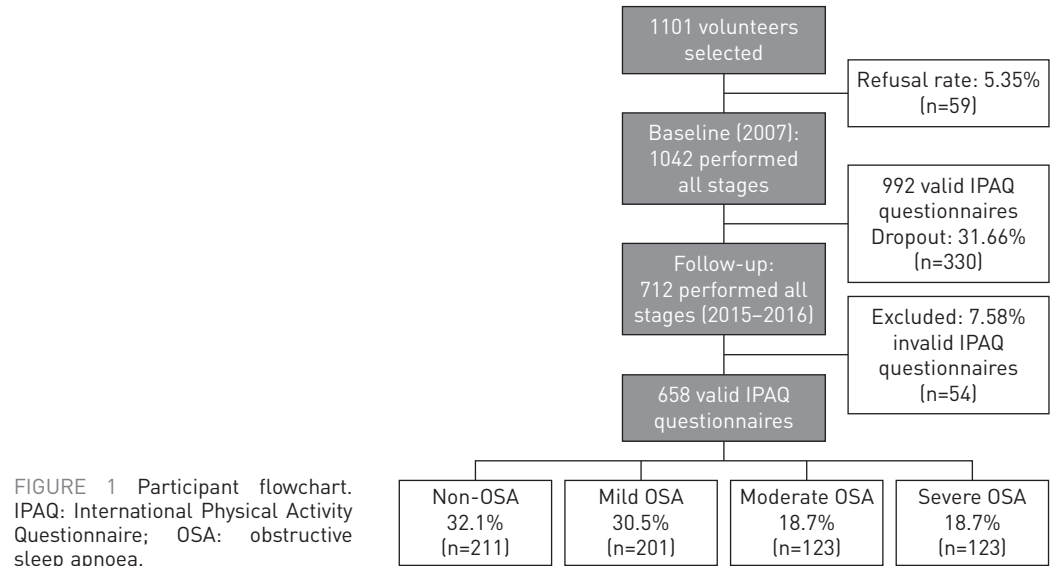 1101 volunteers
selected
Refusal rate: 5.35%
(n=59)
Baseline (2007):
1042 performed
all stages
992 valid IPAQ
questionnaires
Dropout: 31.66%
(n=330)
Follow-up:
712 performed all
stages (2015–2016)
Excluded: 7.58%
invalid IPAQ
questionnaires
(n=54)
658 valid IPAQ
questionnaires
Non-OSA
32.1%
(n=211)
Mild OSA
30.5%
(n=201)
Moderate OSA
18.7%
(n=123)
Severe OSA
18.7%
(n=123)
FIGURE 1 Participant flowchart.
IPAQ: International Physical Activity
Questionnaire; OSA: obstructive
sleep apnoea.